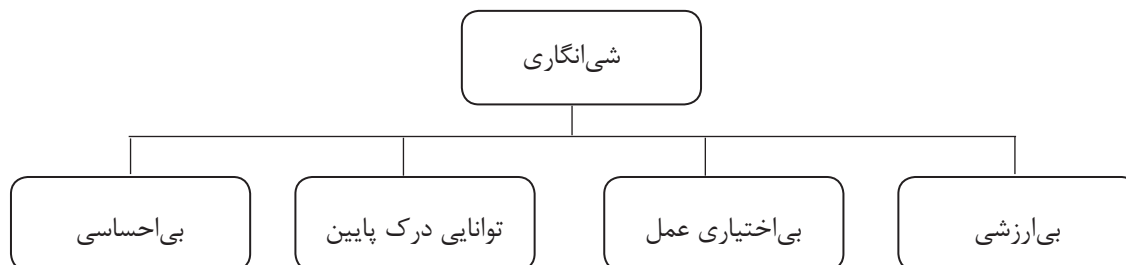 شی‌انگاری
بی‌ارزشی
بی‌اختیاری عمل
توانایی درک پایین
بی‌احساسی